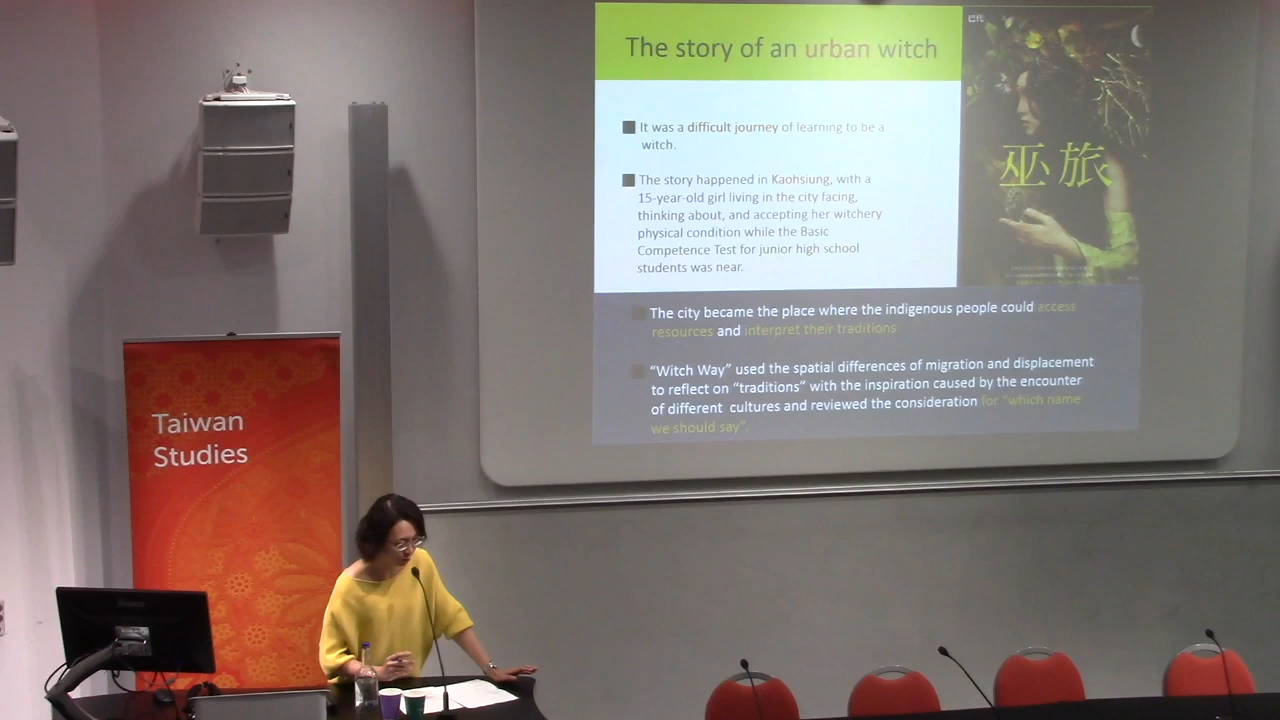 The story of an urban witch
It was a difficult journey of learning to be a
witch.
The story happened in Kaohsiung, with a
15-year-old girl living in the city facing,
thinking about, and accepting her witchery
physical condition while the Basic
Competence Test for junior high school
students was near.
The city became the place where the indigenous people could access
resources and interpret their traditions
“Witch Way” used the spatial differences of migration and displacement
to reflect on “traditions” with the inspiration caused by the encounter
of different cultures and reviewed the consideration for “which name
we should say”.
巴代
巫旅
Taiwan
Studies